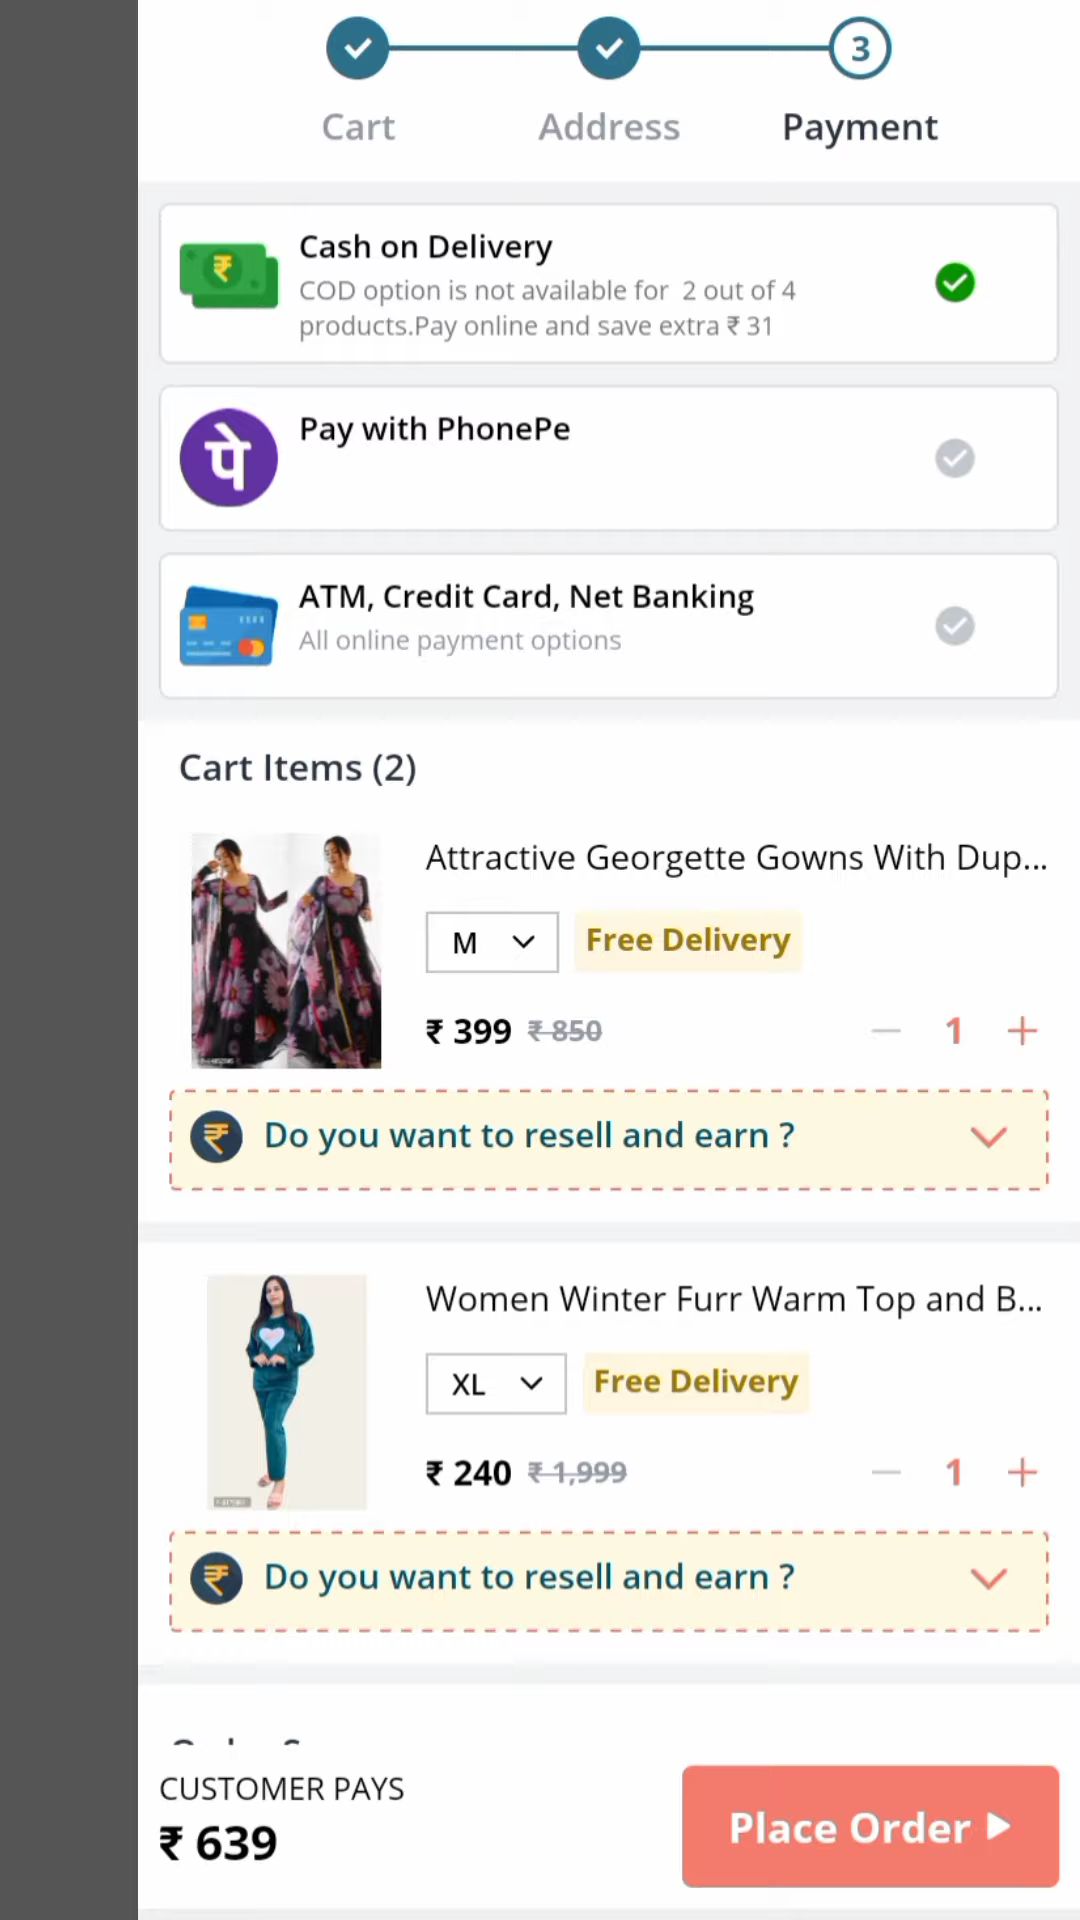 3
Cart
Address
Payment
Cash on Delivery
COD option is not available for 2 out of 4
products.Pay online and save extra ₹ 31
पे
Pay with PhonePe
ATM, Credit Card, Net Banking
All online payment options
Cart Items (2)
Attractive Georgette Gowns With Dup...
M
Free Delivery
₹ 399 ₹ 850
1
₹ Do you want to resell and earn ?
Women Winter Furr Warm Top and B...
XL
Free Delivery
₹ 240 ₹ 1,999
1
₹ Do you want to resell and earn ?
CUSTOMER PAYS
₹ 639
Place Order